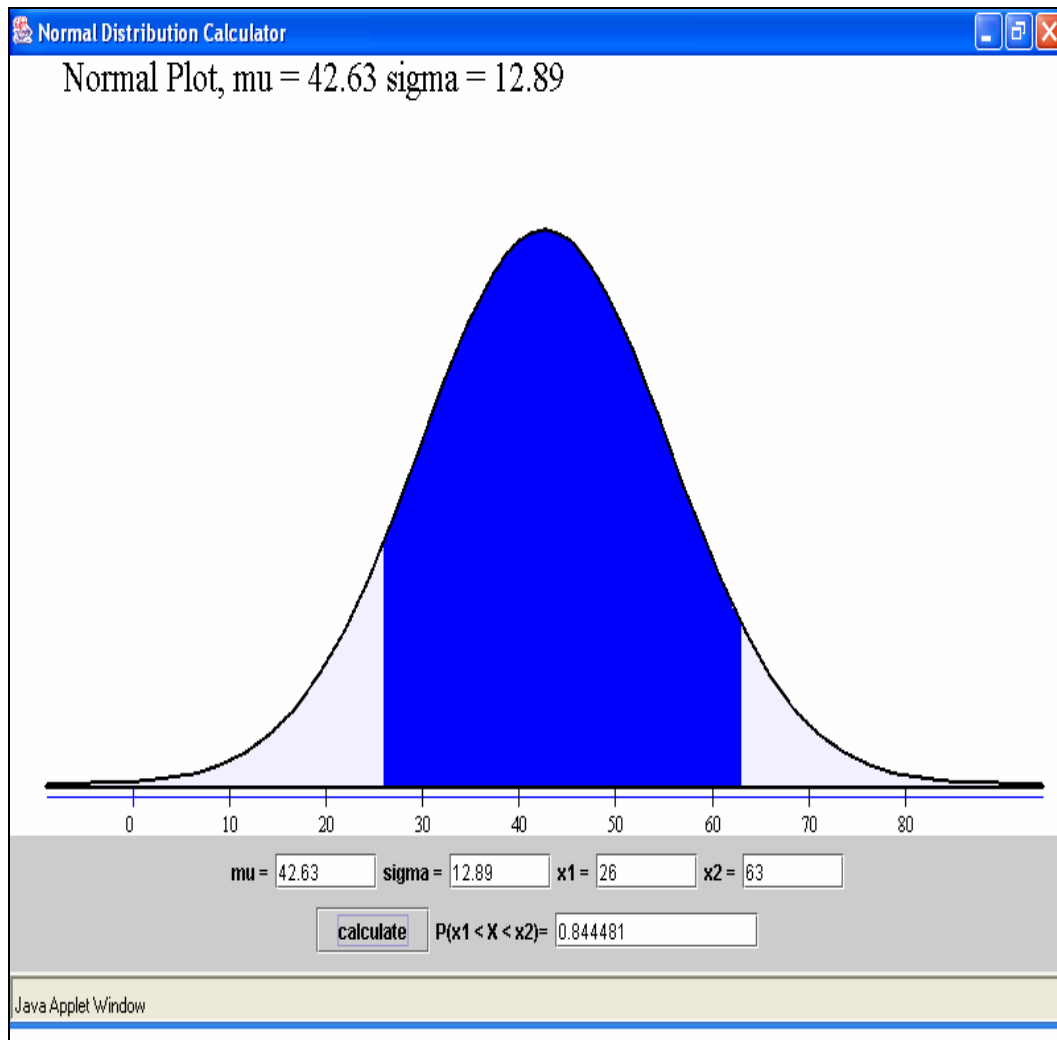 Normal Distribution Calculator
Normal Plot, mu = 42.63 sigma = 12.89
0 10 20 30 40 50 60 70 80
mu = 42.63 sigma = 12.89 x1 = 26 x2 = 63
calculate P(x1 < X < x2)= 0.844481
Java Applet Window